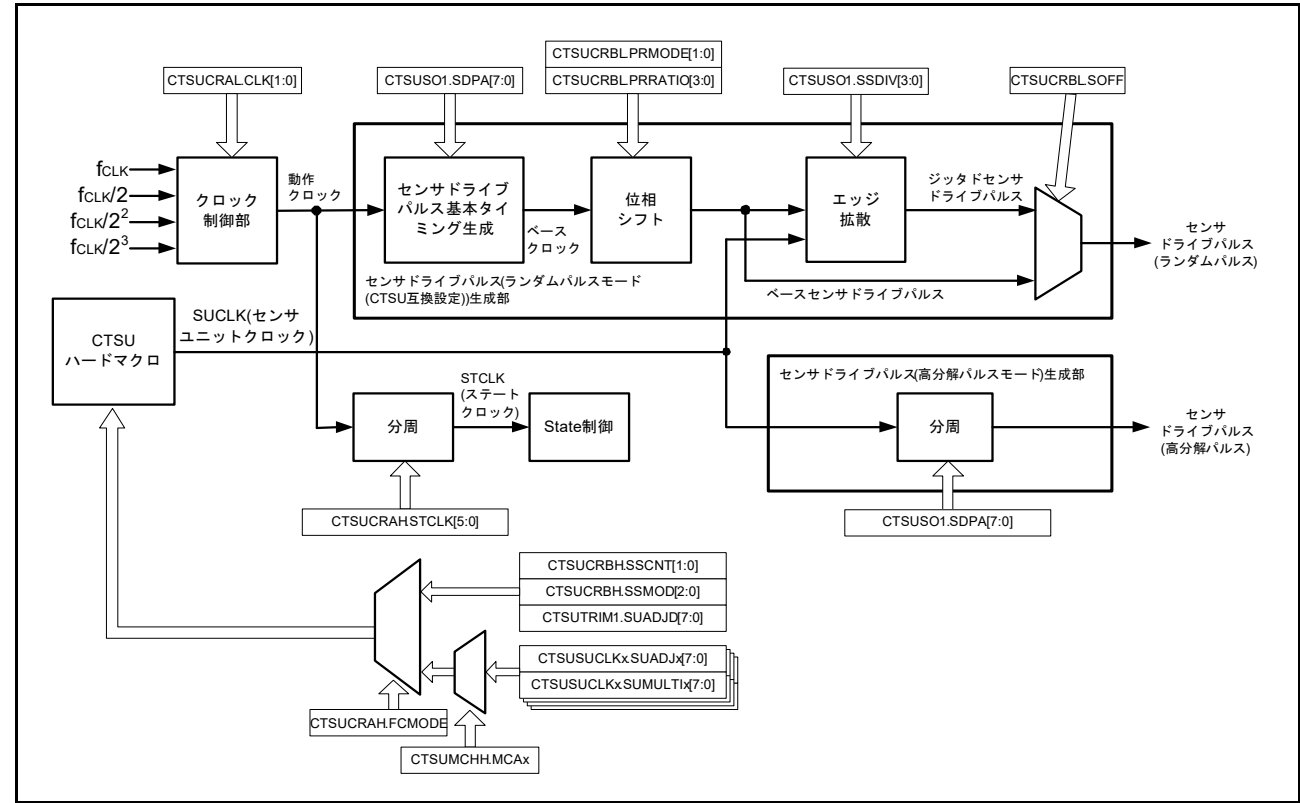 CTSUCRAL.CLK[1:0]
CTSUSO1.SDPA[7:0]
CTSUCRBL.PRMODE[1:0]
CTSUCRBL.PRRATIO[3:0]
CTSUSO1.SSDIV[3:0]
CTSUCRBL.SOFF
fCLK
fCLK/2
fCLK/2²
fCLK/2³
クロック
制御部
動作
クロック
センサドライブ
パルス基本タイ
ミング生成
ベース
クロック
位相
シフト
エッジ
拡散
ジッタドセンサ
ドライブパルス
センサ
ドライブパルス
(ランダムパルス)
センサドライブパルス(ランダムパルスモード
(CTSU互換設定))生成部
ベースセンサドライブパルス
CTSU
ハードマクロ
SUCLK(センサ
ユニットクロック)
分周
STCLK
(ステート
クロック)
State制御
CTSUCRAH.STCLK[5:0]
センサドライブパルス(高分解パルスモード)生成部
分周
センサ
ドライブパルス
(高分解パルス)
CTSUSO1.SDPA[7:0]
CTSUCRBH.SSCNT[1:0]
CTSUCRBH.SSMOD[2:0]
CTSUTRIM1.SUADJD[7:0]
CTSUSUCLKx.SUADJx[7:0]
CTSUSUCLKx.SUMULTIx[7:0]
CTSUCRAH.FCMODE
CTSUMCHH.MCAx